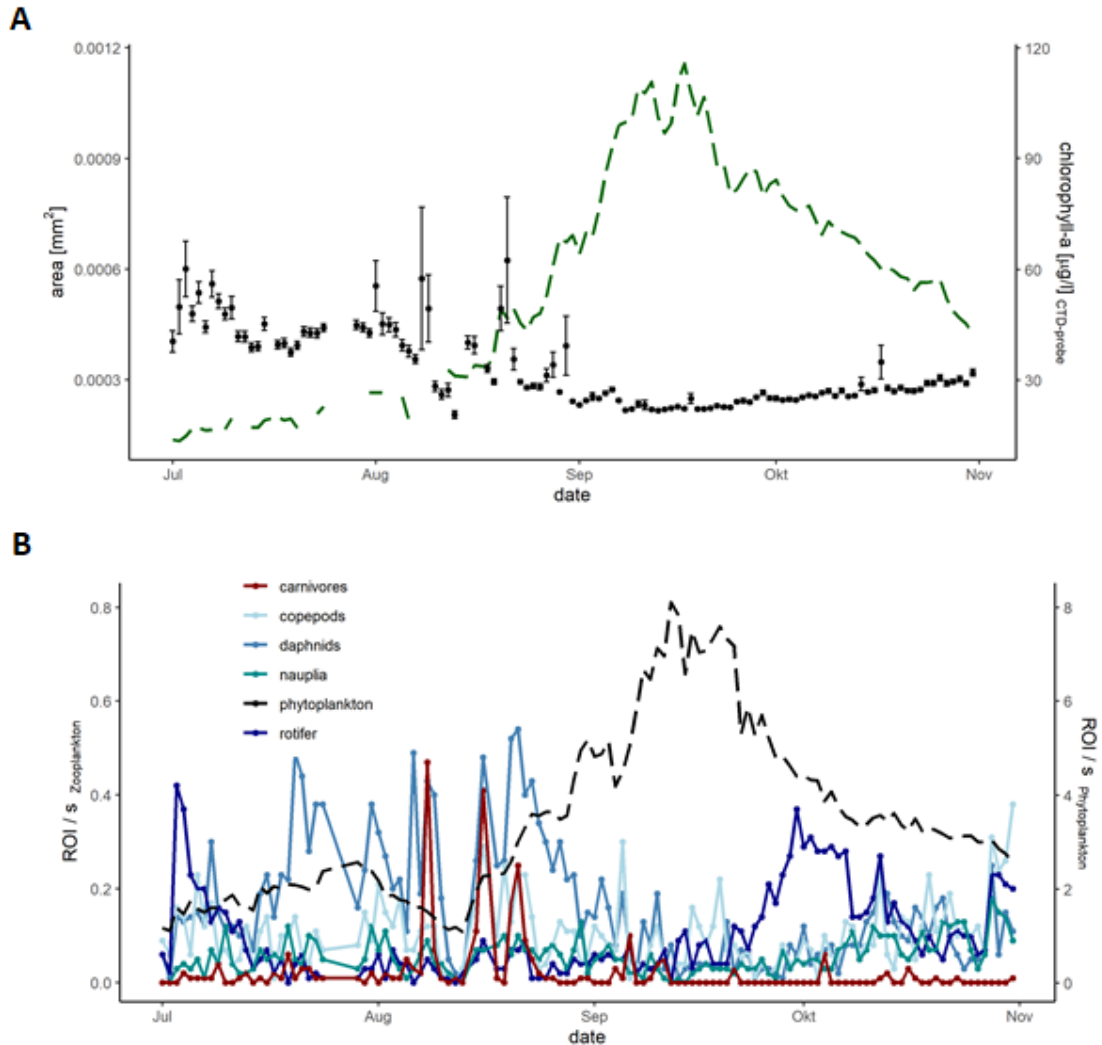 A
0.0012
0.0009
0.0006
0.0003
area [mm²]
120
90
60
30
chlorophyll-a [µg/l] CTD-probe
Jul
Aug
Sep
Okt
Nov
date
B
carnivores
copepods
daphnids
nauplia
phytoplankton
rotifer
0.8
0.6
0.4
0.2
0.0
ROI / s Zooplankton
8
6
4
2
0
ROI / s Phytoplankton
Jul
Aug
Sep
Okt
Nov
date